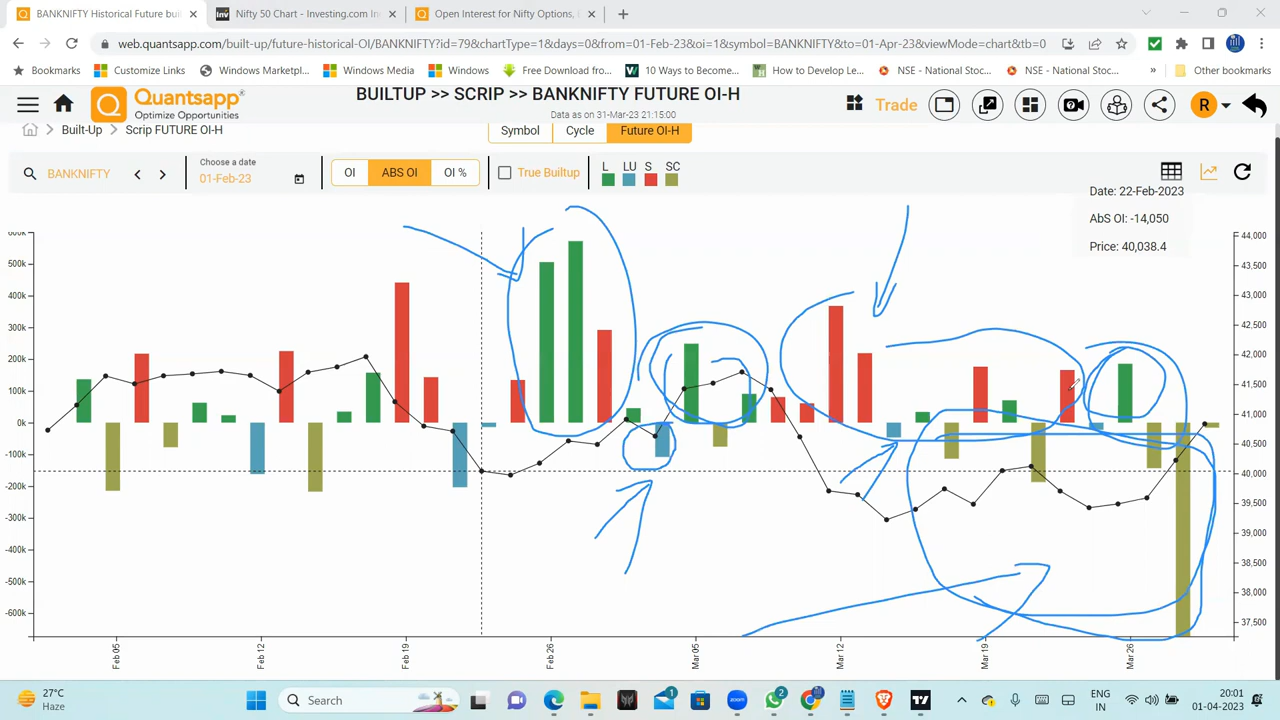 BANKNIFTY Historical Future buil
Nifty 50 Chart - Investing.com In
Open Interest for Nifty Options,
web.quantsapp.com/built-up/future-historical-OI/BANKNIFTY?id=79&chartType=1&days=0&from=01-Feb-23&oi=1&symbol=BANKNIFTY&to=01-Apr-23&viewMode=chart&tb=0
Bookmarks Customize Links Windows Marketpl... Windows Media Windows Free Download from... 10 Ways to Become... How to Develop Le... NSE - National Stoc... NSE - National Stoc... » Other bookmarks
Quantsapp
Optimize Opportunities
BUILTUP >> SCRIP >> BANKNIFTY FUTURE OI-H
Data as on 31-Mar-23 21:15:00
Trade
R
Built-Up Scrip FUTURE OI-H
Symbol Cycle Future OI-H
BANKNIFTY
Choose a date
01-Feb-23
OI ABS OI OI %
True Builtup
L LU S SC
Date: 22-Feb-2023
AbS OI: -14,050
Price: 40,038.4
600k
500k
400k
300k
200k
100k
0k
-100k
-200k
-300k
-400k
-500k
-600k
44,000
43,500
43,000
42,500
42,000
41,500
41,000
40,500
40,000
39,500
39,000
38,500
38,000
37,500
Feb 05
Feb 12
Feb 19
Feb 26
Mar 05
Mar 12
Mar 19
Mar 26
27°C
Haze
Search
1
2
ENG
IN
20:01
01-04-2023